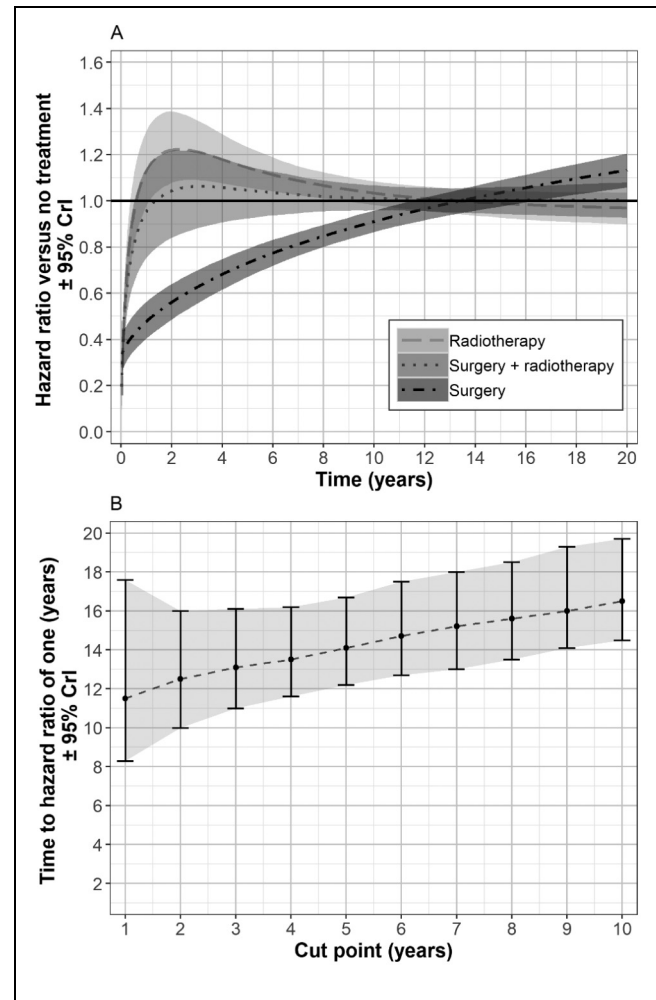 A
Hazard ratio versus no treatment
± 95% CrI
1.6
1.4
1.2
1.0
0.8
0.6
0.4
0.2
0.0
Radiotherapy
Surgery + radiotherapy
Surgery
0 2 4 6 8 10 12 14 16 18 20
Time (years)
B
Time to hazard ratio of one (years)
± 95% CrI
20
18
16
14
12
10
8
6
4
2
1 2 3 4 5 6 7 8 9 10
Cut point (years)